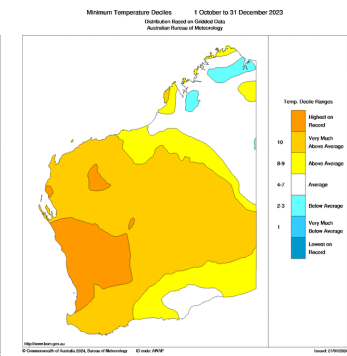 Minimum Temperature Deciles 1 October to 31 December 2023
Distribution Based on Gridded Data
Australian Bureau of Meteorology
Temp. Decile Ranges
Highest on
Record
10 Very Much
Above Average
8-9 Above Average
4-7 Average
2-3 Below Average
1 Very Much
Below Average
Lowest on
Record
http://www.bom.gov.au
© Commonwealth of Australia 2024, Bureau of Meteorology ID code: AWAP
Issued: